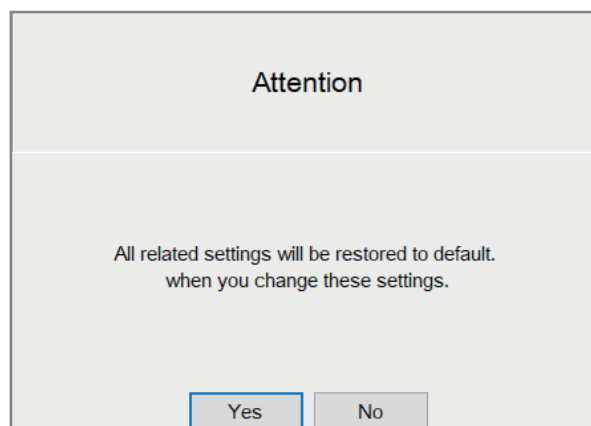 Attention
All related settings will be restored to default.
when you change these settings.
Yes No